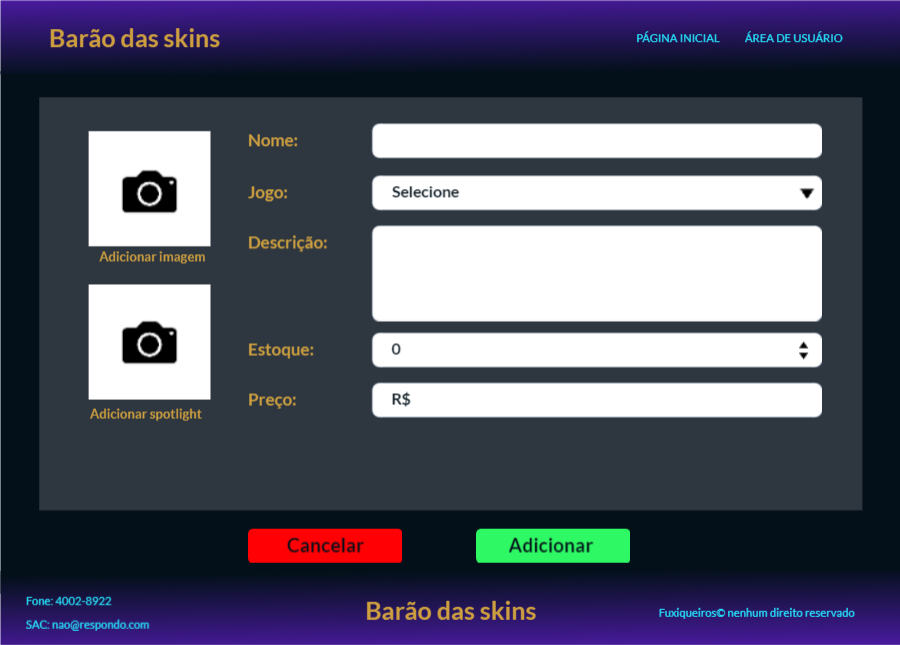 Barão das skins
PÁGINA INICIAL
ÁREA DE USUÁRIO
Adicionar imagem
Adicionar spotlight
Nome:
Jogo:
Selecione
Descrição:
Estoque:
0
Preço:
R$
Cancelar
Adicionar
Fone: 4002-8922
SAC: nao@respondo.com
Barão das skins
Fuxiqueiros© nenhum direito reservado